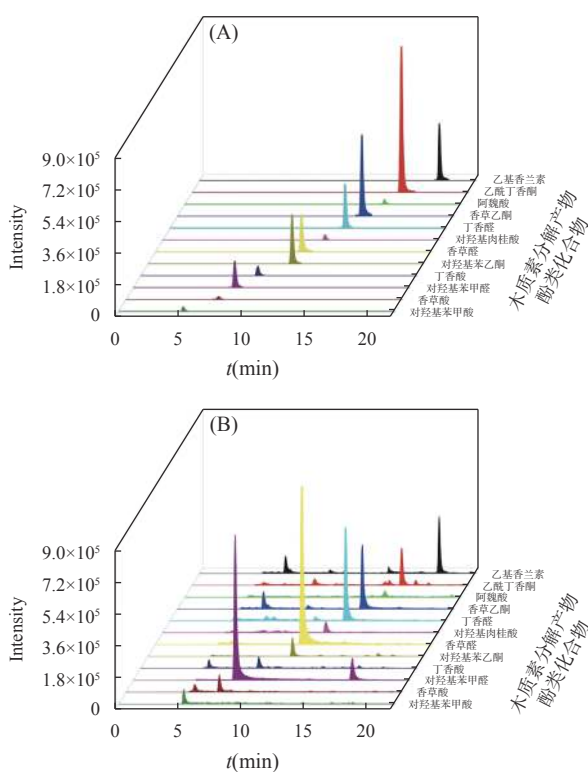 (A)
9.0×10⁵
7.2×10⁵
5.4×10⁵
3.6×10⁵
1.8×10⁵
0
Intensity
0 5 10 15 20
t(min)
乙基香兰素
乙酰丁香酮
阿魏酸
香草乙酮
丁香醛
对羟基肉桂酸
香草醛
对羟基苯乙酮
丁香酸
对羟基苯甲醛
香草酸
对羟基苯甲酸
木质素分解产物
酚类化合物
(B)
9.0×10⁵
7.2×10⁵
5.4×10⁵
3.6×10⁵
1.8×10⁵
0
Intensity
0 5 10 15 20
t(min)
乙基香兰素
乙酰丁香酮
阿魏酸
香草乙酮
丁香醛
对羟基肉桂酸
香草醛
对羟基苯乙酮
丁香酸
对羟基苯甲醛
香草酸
对羟基苯甲酸
木质素分解产物
酚类化合物